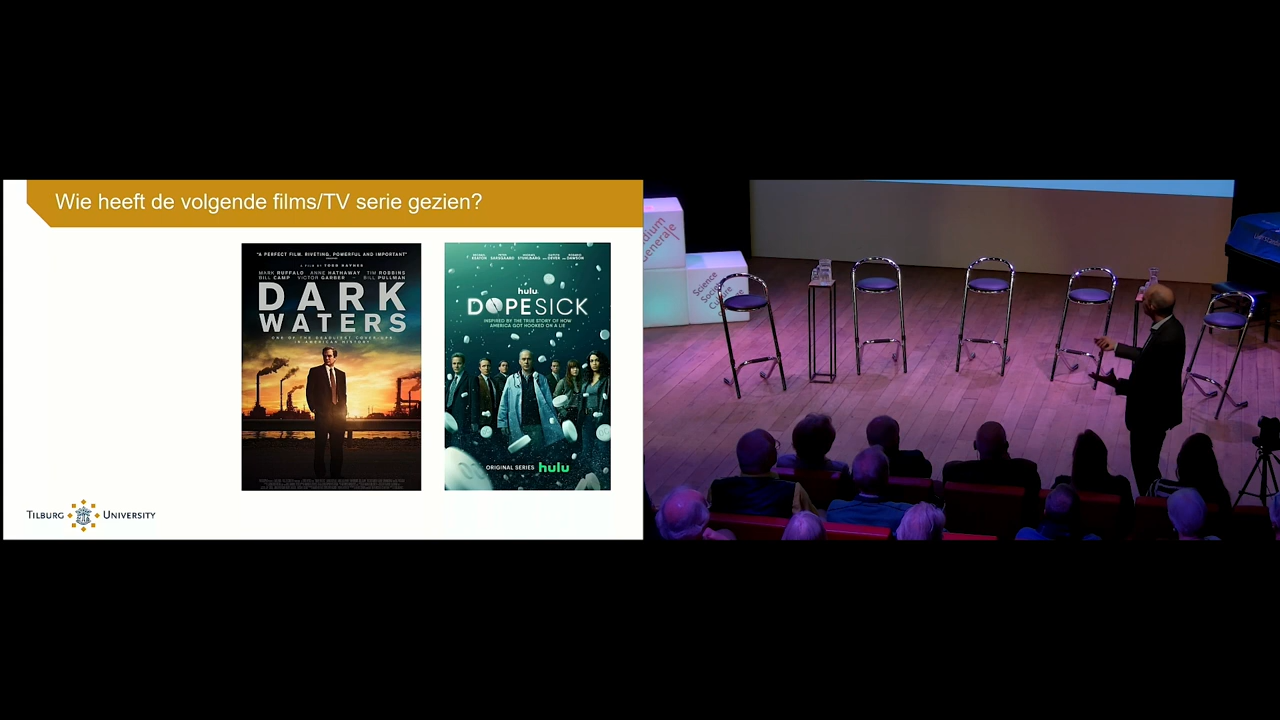 Wie heeft de volgende films/TV serie gezien?
"A PERFECT FILM. RIVETING, POWERFUL AND IMPORTANT"
A FILM BY TODD HAYNES
MARK RUFFALO ANNE HATHAWAY TIM ROBBINS
BILL CAMP VICTOR GARBER BILL PULLMAN
DARK
WATERS
ONE OF THE DEADLIEST COVER-UPS
IN AMERICAN HISTORY
hulu
DOPESICK
INSPIRED BY THE TRUE STORY OF HOW
AMERICA GOT HOOKED ON A LIE
ORIGINAL SERIES hulu
TILBURG UNIVERSITY
Generale
Science